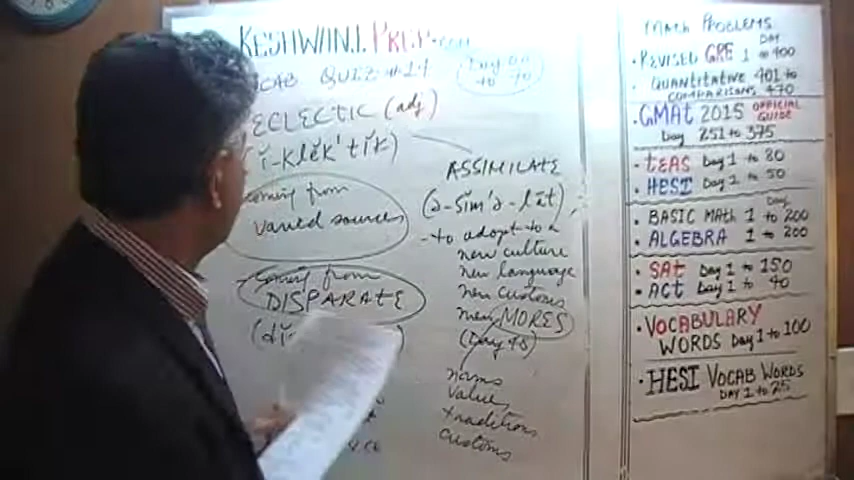 KESHWANI PREP.com
VOCAB QUIZ #14
Day 60
to 70
ECLECTIC (adj)
ĭ-klĕk'tĭk)
coming from
varied sources
coming from
DISPARATE
(dĭ
ASSIMILATE
(ə-sĭm'ə-lāt)
- to adopt to a
new culture
new language
new customs
new MORES
(Day 48)
norms
values
traditions
customs
MATH PROBLEMS
DAY
• REVISED GRE 1 to 400
• QUANTITATIVE 401 to
COMPARISONS 470
• GMAT 2015 OFFICIAL
GUIDE
Day 251 to 375
• TEAS Day 1 to 20
• HESI Day 1 to 50
Day
• BASIC MATH 1 to 200
• ALGEBRA 1 to 200
• SAT Day 1 to 150
• ACT Day 1 to 40
• VOCABULARY
WORDS Day 1 to 100
• HESI VOCAB WORDS
DAY 1 to 25